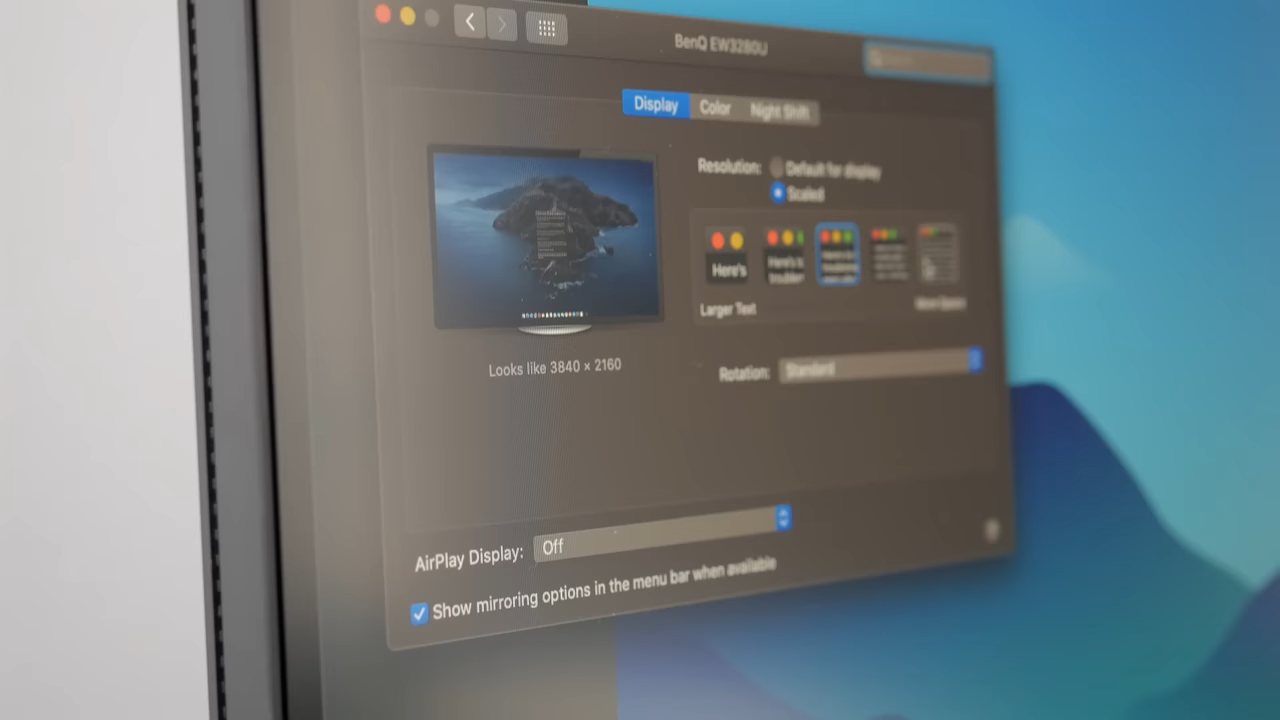 BenQ EW3280U
Display Color Night Shift
Resolution: Default for display
Scaled
Here's
Larger Text
Looks like 3840 × 2160
Rotation: Standard
AirPlay Display: Off
Show mirroring options in the menu bar when available